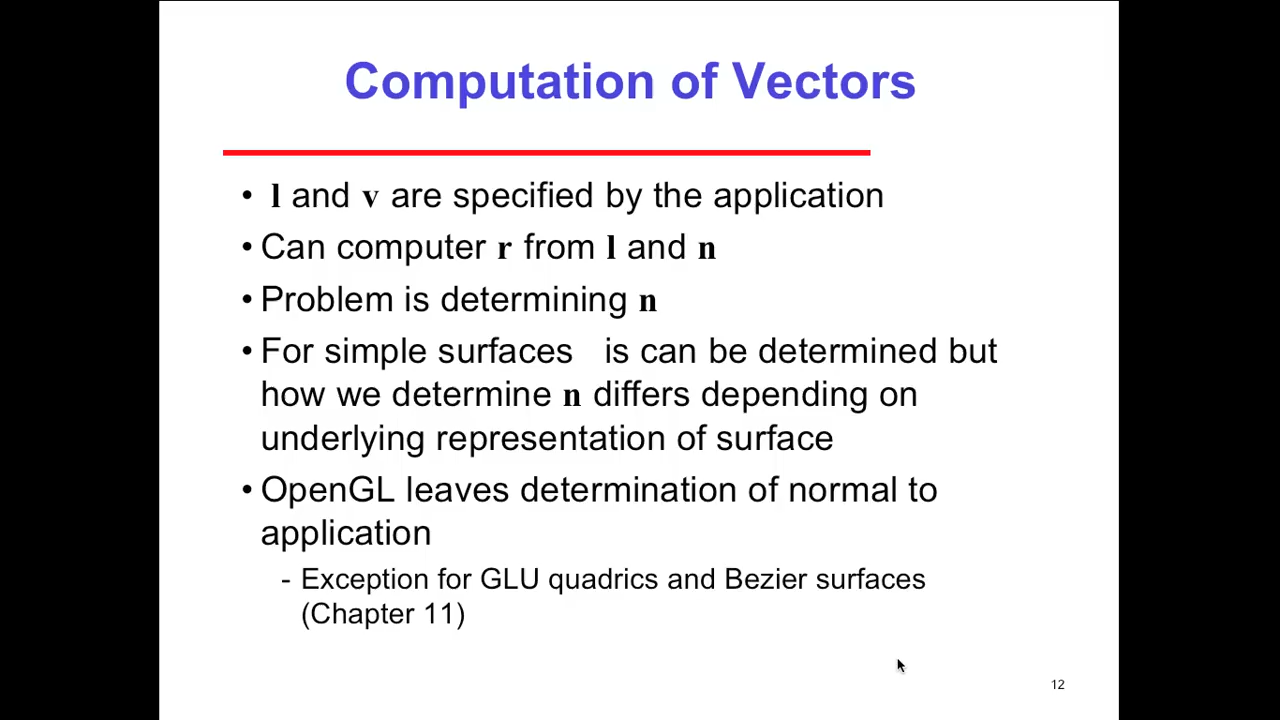 Computation of Vectors
• l and v are specified by the application
• Can computer r from l and n
• Problem is determining n
• For simple surfaces is can be determined but
how we determine n differs depending on
underlying representation of surface
• OpenGL leaves determination of normal to
application
- Exception for GLU quadrics and Bezier surfaces
(Chapter 11)
12